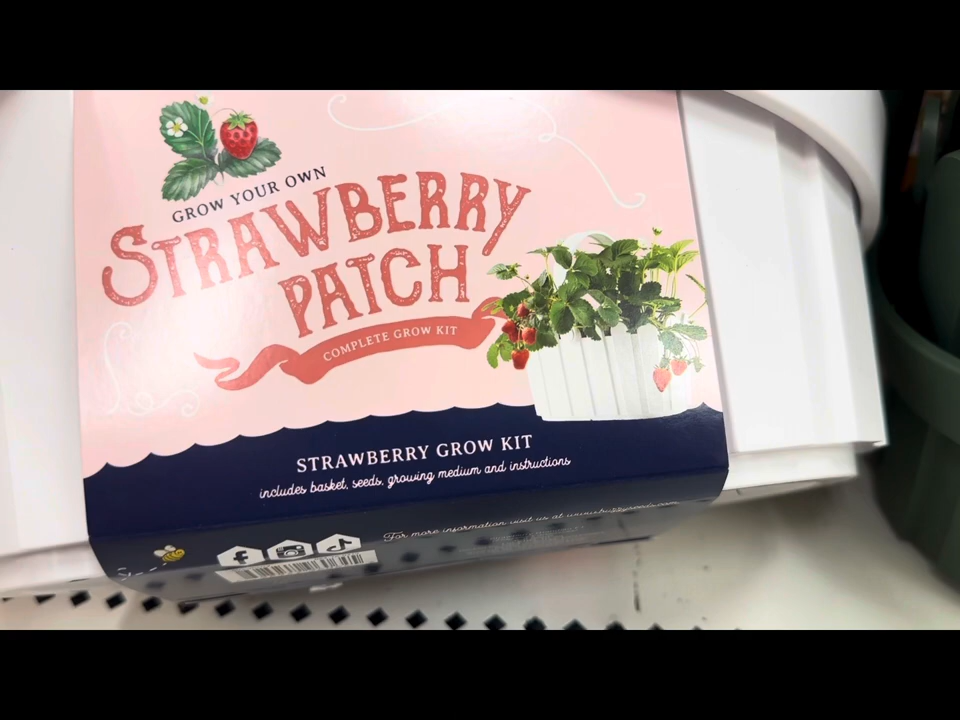 GROW YOUR OWN
STRAWBERRY
PATCH
COMPLETE GROW KIT
STRAWBERRY GROW KIT
includes basket, seeds, growing medium and instructions
For more information visit us at